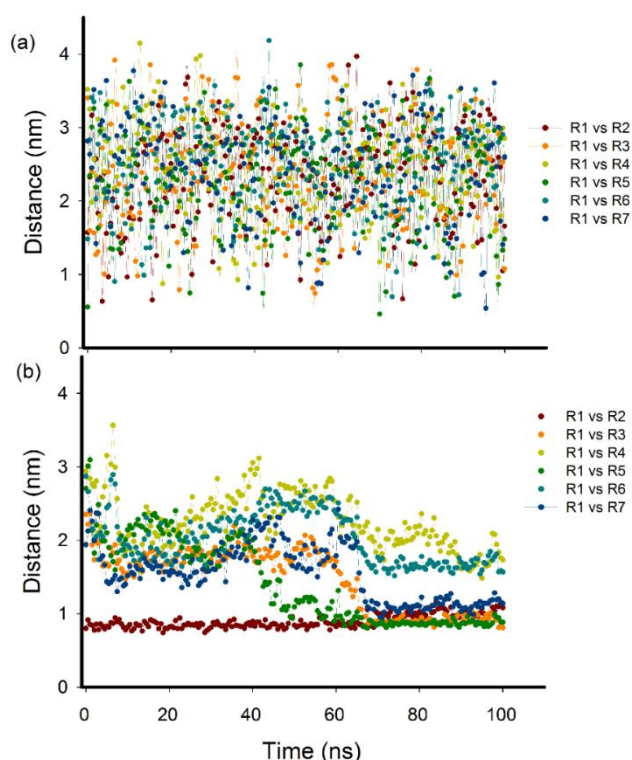 (a)
4
3
2
1
0
Distance (nm)
R1 vs R2
R1 vs R3
R1 vs R4
R1 vs R5
R1 vs R6
R1 vs R7
(b)
4
3
2
1
0
Distance (nm)
R1 vs R2
R1 vs R3
R1 vs R4
R1 vs R5
R1 vs R6
R1 vs R7
0 20 40 60 80 100
Time (ns)